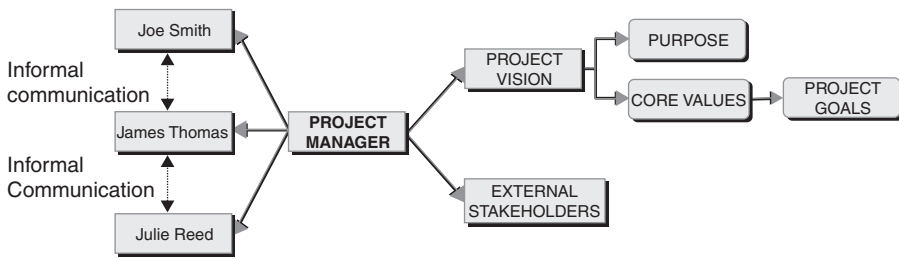 Joe Smith
Informal
communication
James Thomas
Informal
Communication
Julie Reed
PROJECT
MANAGER
PROJECT
VISION
EXTERNAL
STAKEHOLDERS
PURPOSE
CORE VALUES
PROJECT
GOALS